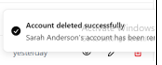 Account deleted successfully
Sarah Anderson's account has been
yesterday